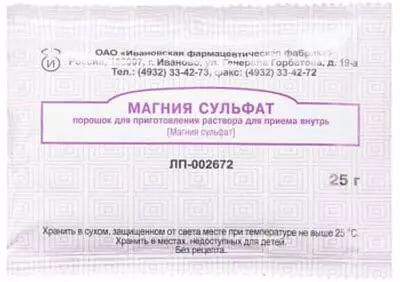 ОАО «Ивановская фармацевтическая фабрика»
Россия, г. Иваново, ул. Генерала Горбатова, д. 19-а
Тел.: (4932) 33-42-73, факс: (4932) 33-42-72
МАГНИЯ СУЛЬФАТ
порошок для приготовления раствора для приема внутрь
[Магния сульфат]
ЛП-002672
25 г
Хранить в сухом, защищенном от света месте при температуре не выше 25 °С.
Хранить в местах, недоступных для детей.
Без рецепта.